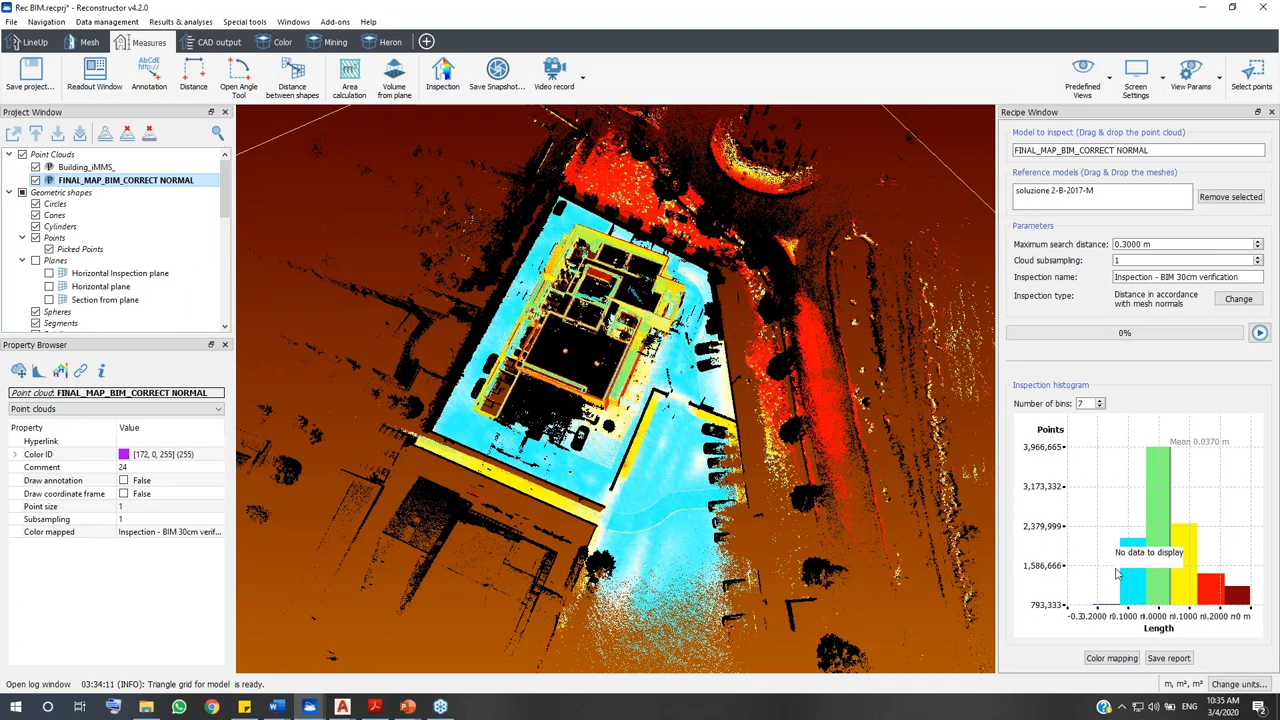 Rec BIM.recprj* - Reconstructor v4.2.0
File Navigation Data management Results & analyses Special tools Windows Add-ons Help
LineUp Mesh Measures CAD output Color Mining Heron
AbCdE
http://
Save project... Readout Window Annotation Distance Open Angle Tool Distance between shapes Area calculation Volume from plane Inspection Save Snapshot... Video record Predefined Views Screen Settings View Params Select points
Project Window
Point Clouds
Building_iMMS_
FINAL_MAP_BIM_CORRECT NORMAL
Geometric shapes
Circles
Cones
Cylinders
Points
Picked Points
Planes
Horizontal Inspection plane
Horizontal plane
Section from plane
Spheres
Segments
Property Browser
Point cloud: FINAL_MAP_BIM_CORRECT NORMAL
Point clouds
Property Value
Hyperlink
Color ID [172, 0, 255] (255)
Comment 24
Draw annotation False
Draw coordinate frame False
Point size 1
Subsampling 1
Color mapped Inspection - BIM 30cm verif...
Recipe Window
Model to inspect (Drag & drop the point cloud)
FINAL_MAP_BIM_CORRECT NORMAL
Reference models (Drag & Drop the meshes)
soluzione 2-B-2017-M
Remove selected
Parameters
Maximum search distance: 0.3000 m
Cloud subsampling: 1
Inspection name: Inspection - BIM 30cm verification
Inspection type: Distance in accordance with mesh normals Change
0%
Inspection histogram
Number of bins: 7
Points
Mean 0.0370 m
3,966,665
3,173,332
2,379,999
No data to display
1,586,666
793,333
Length
Color mapping Save report
Open log window 03:34:11 (INFO): Triangle grid for model is ready. m, m², m³ Change units...
ENG 10:35 AM
3/4/2020
2